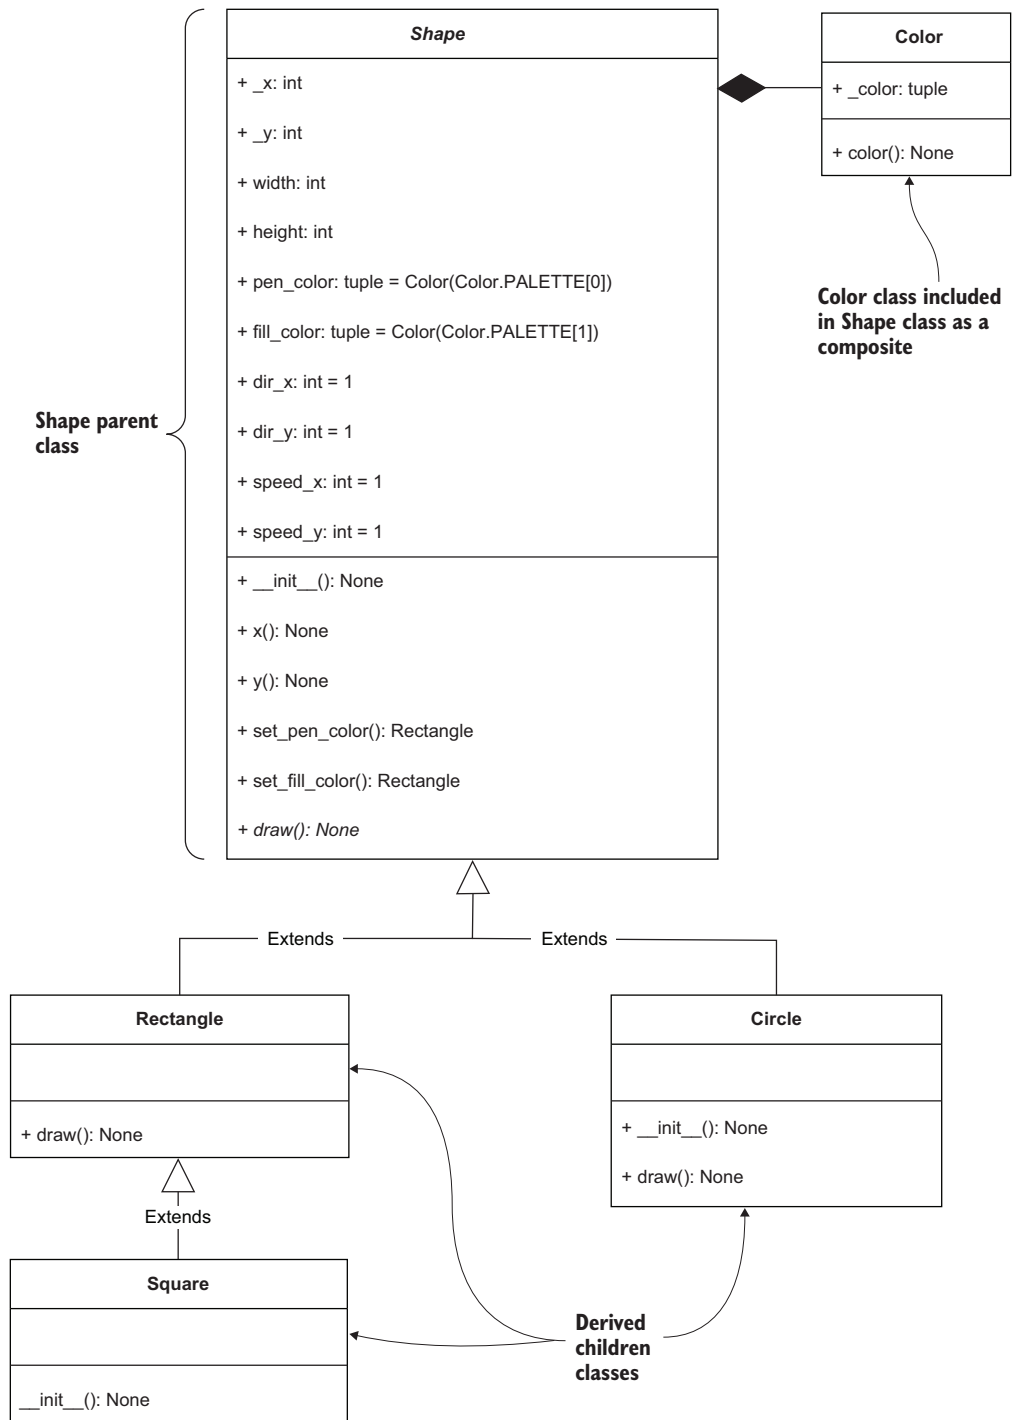 Shape
+ _x: int
+ _y: int
+ width: int
+ height: int
+ pen_color: tuple = Color(Color.PALETTE[0])
+ fill_color: tuple = Color(Color.PALETTE[1])
+ dir_x: int = 1
+ dir_y: int = 1
+ speed_x: int = 1
+ speed_y: int = 1
+ __init__(): None
+ x(): None
+ y(): None
+ set_pen_color(): Rectangle
+ set_fill_color(): Rectangle
+ draw(): None
Color
+ _color: tuple
+ color(): None
Color class included
in Shape class as a
composite
Shape parent
class
Extends
Extends
Rectangle
+ draw(): None
Circle
+ __init__(): None
+ draw(): None
Extends
Square
__init__(): None
Derived
children
classes